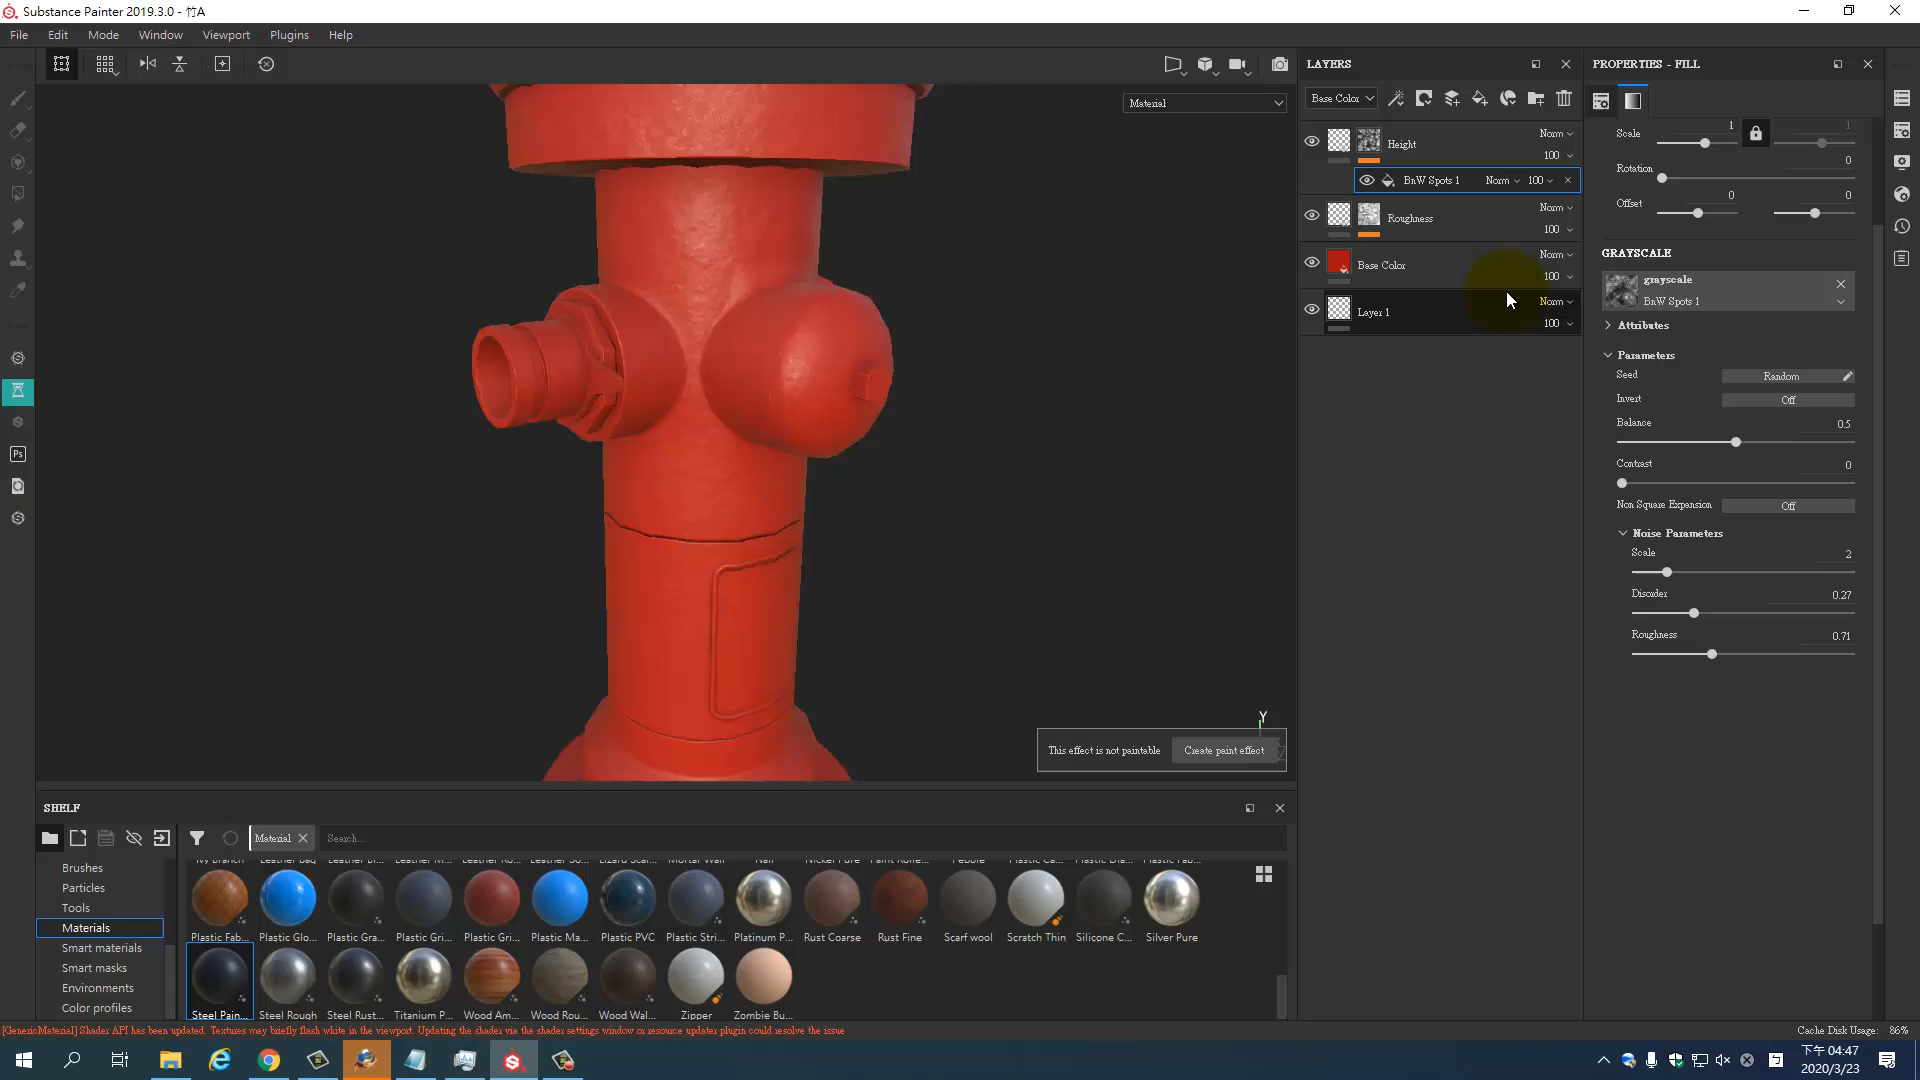 Substance Painter 2019.3.0 - 竹A
File Edit Mode Window Viewport Plugins Help
Material
LAYERS
Base Color
Height Norm 100
BnW Spots 1 Norm 100
Roughness Norm 100
Base Color Norm 100
Layer 1 Norm 100
PROPERTIES - FILL
Scale 1 1
Rotation 0
Offset 0 0
GRAYSCALE
grayscale
BnW Spots 1
Attributes
Parameters
Seed Random
Invert Off
Balance 0.5
Contrast 0
Non Square Expansion Off
Noise Parameters
Scale 2
Disorder 0.27
Roughness 0.71
Y
This effect is not paintable Create paint effect
SHELF
Material Search...
Brushes
Particles
Tools
Materials
Smart materials
Smart masks
Environments
Color profiles
Plastic Fab... Plastic Glo... Plastic Gra... Plastic Gri... Plastic Gri... Plastic Ma... Plastic PVC Plastic Stri... Platinum P... Rust Coarse Rust Fine Scarf wool Scratch Thin Silicone C... Silver Pure
Steel Pain... Steel Rough Steel Rust... Titanium P... Wood Am... Wood Rou... Wood Wal... Zipper Zombie Bu...
[GenericMaterial] Shader API has been updated. Textures may briefly flash white in the viewport. Updating the shader via the shader settings window or resource updater plugin could resolve the issue
Cache Disk Usage: 86%
Ps
下午 04:47
2020/3/23